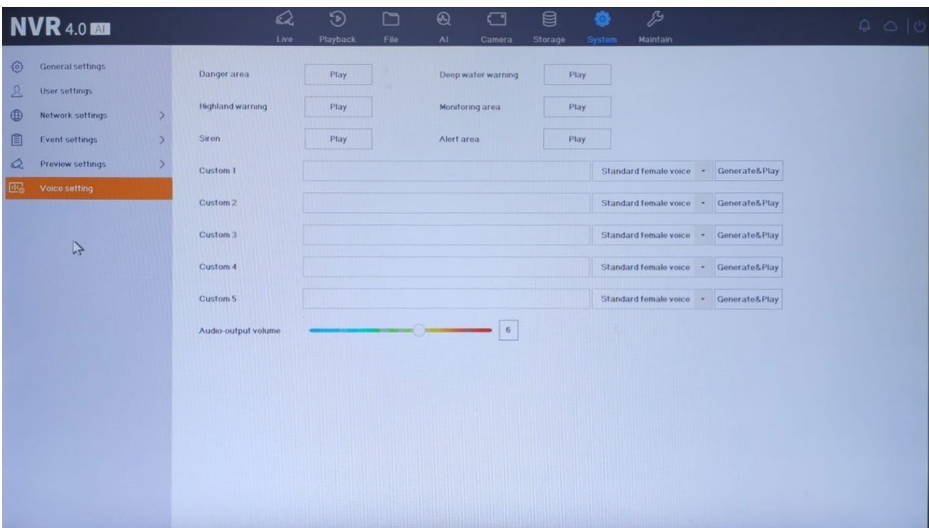 NVR 4.0 AI
Live Playback File AI Camera Storage System Maintain
General settings
User settings
Network settings
Event settings
Preview settings
Voice setting
Danger area Play Deep water warning Play
Highland warning Play Monitoring area Play
Siren Play Alert area Play
Custom 1 Standard female voice Generate&Play
Custom 2 Standard female voice Generate&Play
Custom 3 Standard female voice Generate&Play
Custom 4 Standard female voice Generate&Play
Custom 5 Standard female voice Generate&Play
Audio-output volume 6